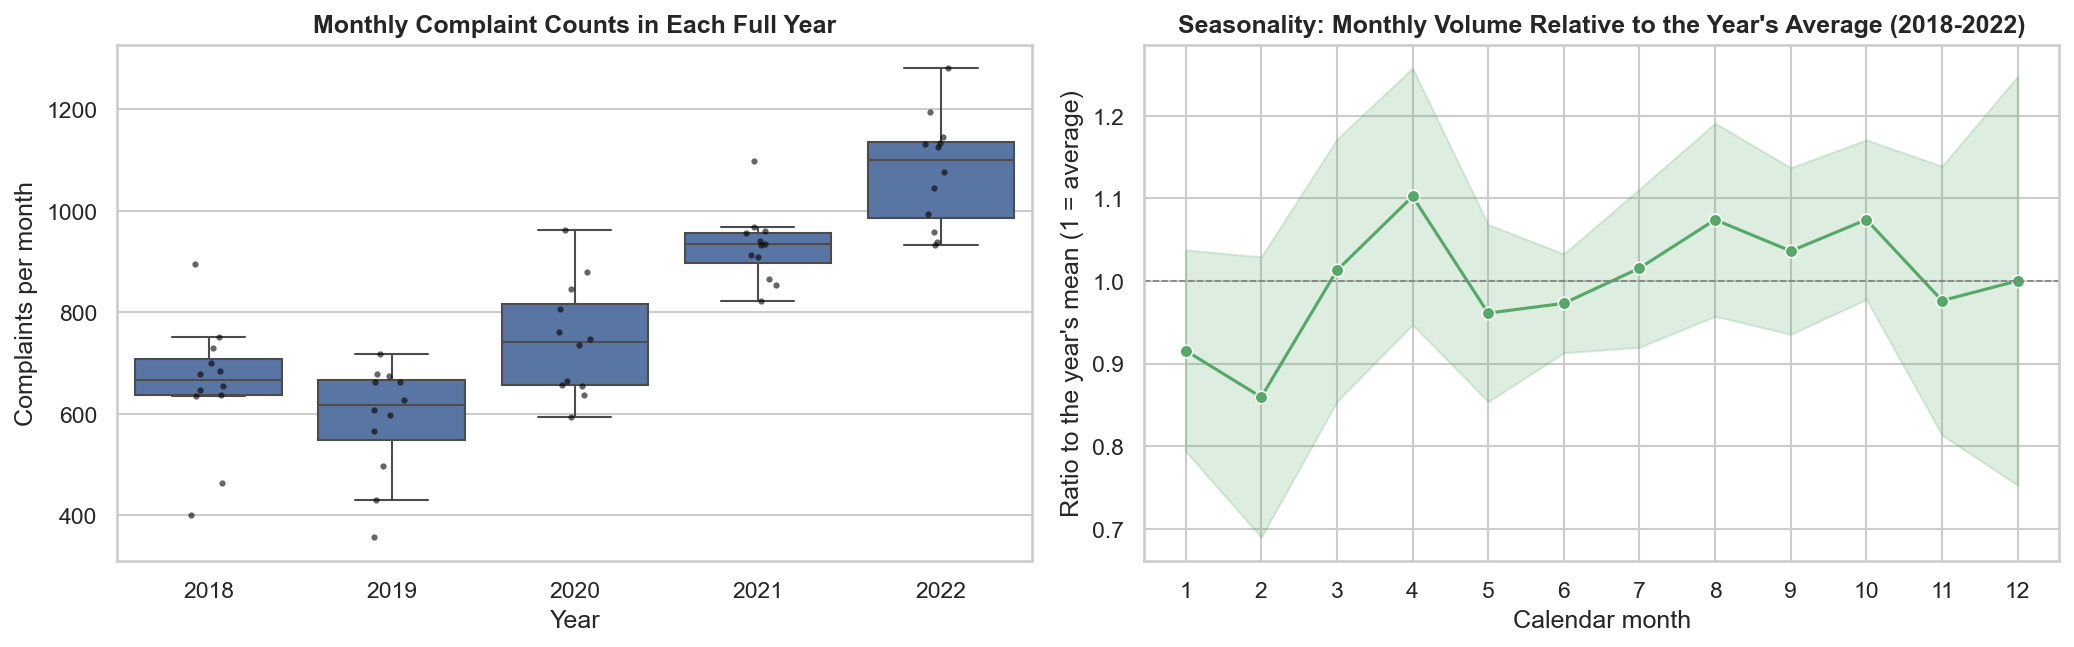 Monthly Complaint Counts in Each Full Year
Complaints per month
1200
1000
800
600
400
2018 2019 2020 2021 2022
Year
Seasonality: Monthly Volume Relative to the Year's Average (2018-2022)
Ratio to the year's mean (1 = average)
1.2
1.1
1.0
0.9
0.8
0.7
1 2 3 4 5 6 7 8 9 10 11 12
Calendar month